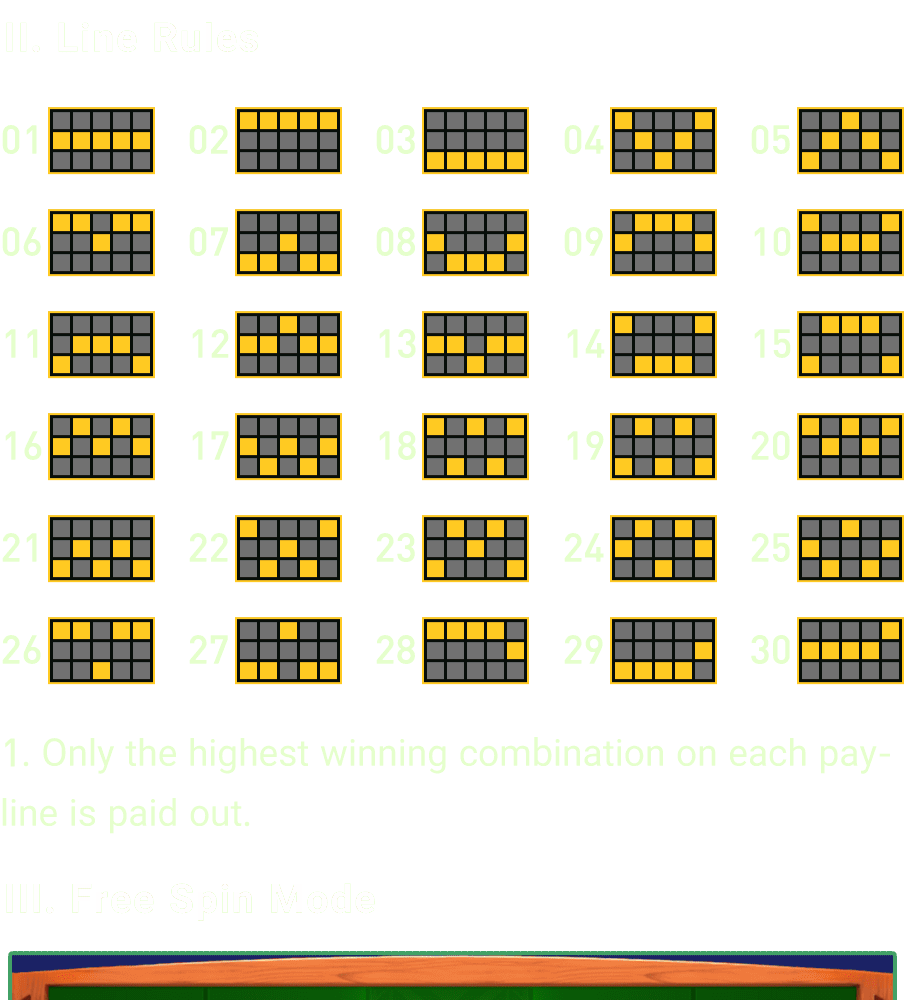 II. Line Rules
01 02 03 04 05
06 07 08 09 10
11 12 13 14 15
16 17 18 19 20
21 22 23 24 25
26 27 28 29 30
1. Only the highest winning combination on each pay-
line is paid out.
III. Free Spin Mode